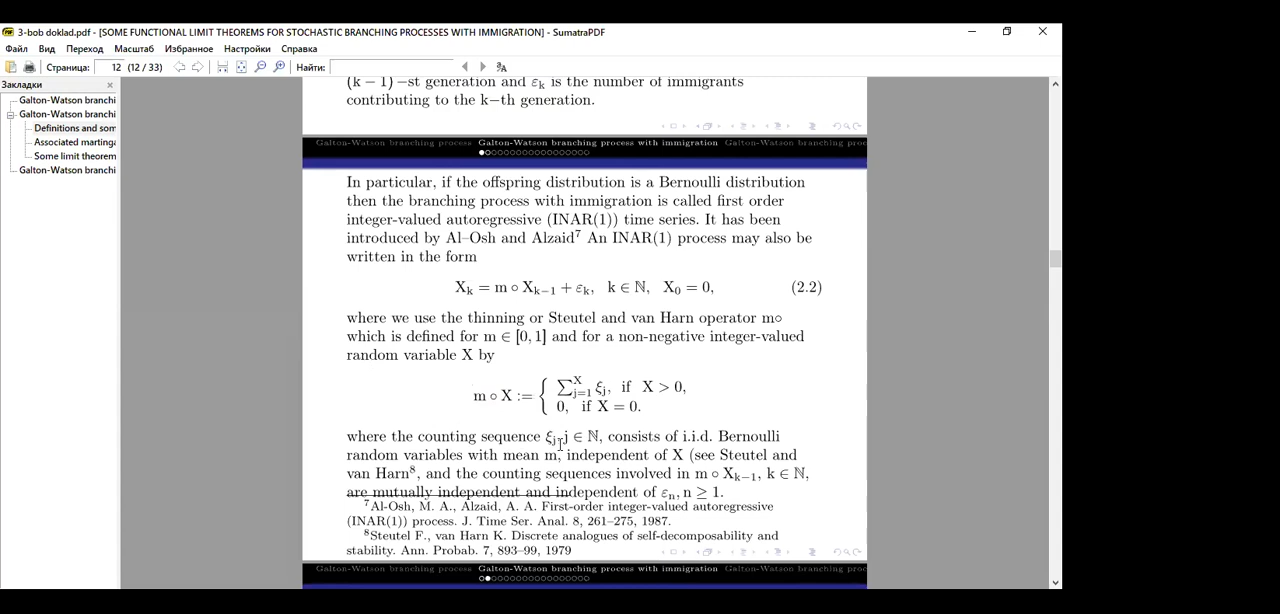 3-bob doklad.pdf - [SOME FUNCTIONAL LIMIT THEOREMS FOR STOCHASTIC BRANCHING PROCESSES WITH IMMIGRATION] - SumatraPDF
Файл Вид Переход Масштаб Избранное Настройки Справка
Страница: 12 (12 / 33) Найти:
Закладки
Galton-Watson branchi
Galton-Watson branchi
Definitions and som
Associated marting
Some limit theorem
Galton-Watson branchi
(k − 1) −st generation and ε_k is the number of immigrants
contributing to the k−th generation.
Galton-Watson branching process Galton-Watson branching process with immigration Galton-Watson branching proc
In particular, if the offspring distribution is a Bernoulli distribution
then the branching process with immigration is called first order
integer-valued autoregressive (INAR(1)) time series. It has been
introduced by Al–Osh and Alzaid⁷ An INAR(1) process may also be
written in the form
X_k = m ∘ X_{k−1} + ε_k, k ∈ ℕ, X_0 = 0, (2.2)
where we use the thinning or Steutel and van Harn operator m∘
which is defined for m ∈ [0, 1] and for a non-negative integer-valued
random variable X by
m ∘ X := { ∑_{j=1}^{X} ξ_j, if X > 0,
0, if X = 0.
where the counting sequence ξ_j, j ∈ ℕ, consists of i.i.d. Bernoulli
random variables with mean m, independent of X (see Steutel and
van Harn⁸, and the counting sequences involved in m ∘ X_{k−1}, k ∈ ℕ,
are mutually independent and independent of ε_n, n ≥ 1.
⁷Al-Osh, M. A., Alzaid, A. A. First-order integer-valued autoregressive
(INAR(1)) process. J. Time Ser. Anal. 8, 261–275, 1987.
⁸Steutel F., van Harn K. Discrete analogues of self-decomposability and
stability. Ann. Probab. 7, 893–99, 1979
Galton-Watson branching process Galton-Watson branching process with immigration Galton-Watson branching proc